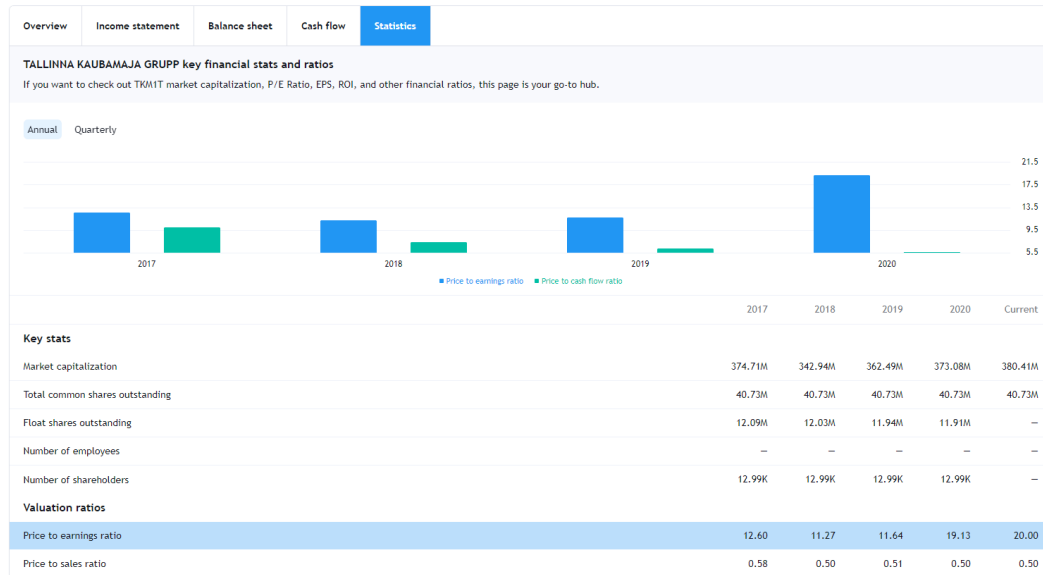 Overview Income statement Balance sheet Cash flow Statistics
TALLINNA KAUBAMAJA GRUPP key financial stats and ratios
If you want to check out TKM1T market capitalization, P/E Ratio, EPS, ROI, and other financial ratios, this page is your go-to hub.
Annual Quarterly
21.5
17.5
13.5
9.5
5.5
2017 2018 2019 2020
Price to earnings ratio Price to cash flow ratio
2017 2018 2019 2020 Current
Key stats
Market capitalization 374.71M 342.94M 362.49M 373.08M 380.41M
Total common shares outstanding 40.73M 40.73M 40.73M 40.73M 40.73M
Float shares outstanding 12.09M 12.03M 11.94M 11.91M —
Number of employees — — — — —
Number of shareholders 12.99K 12.99K 12.99K 12.99K —
Valuation ratios
Price to earnings ratio 12.60 11.27 11.64 19.13 20.00
Price to sales ratio 0.58 0.50 0.51 0.50 0.50